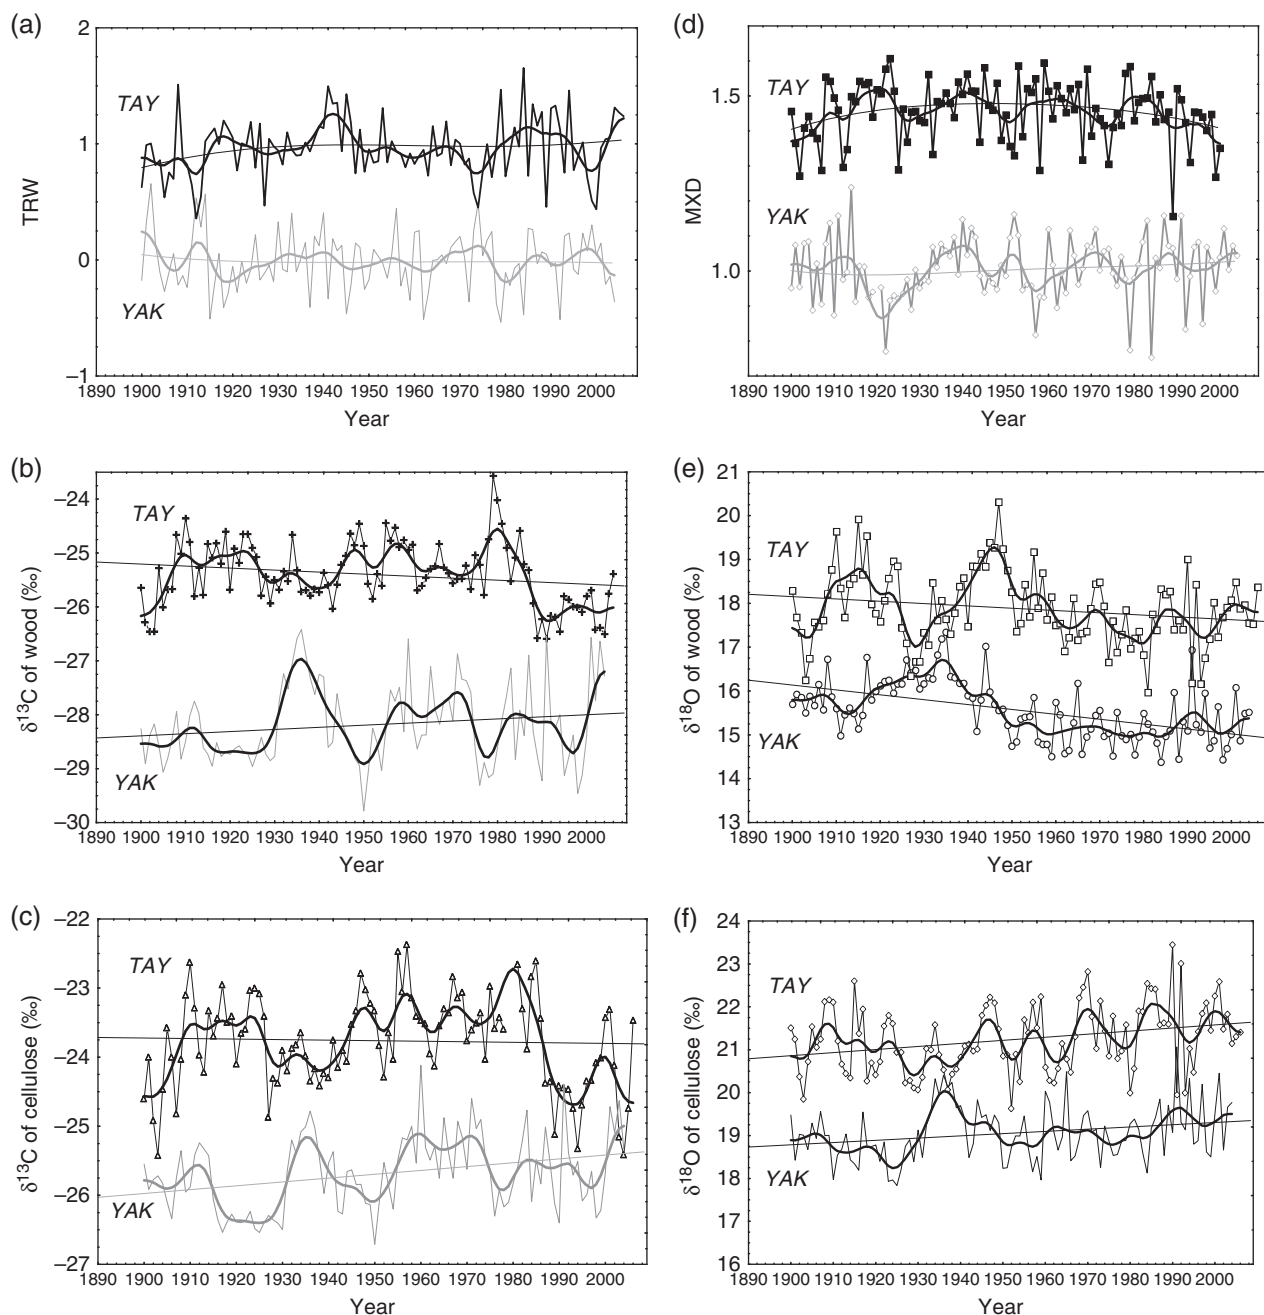 (a)
2
1
0
−1
TRW
TAY
YAK
1890 1900 1910 1920 1930 1940 1950 1960 1970 1980 1990 2000
Year
(d)
1.5
1.0
MXD
TAY
YAK
1890 1900 1910 1920 1930 1940 1950 1960 1970 1980 1990 2000
Year
(b)
−24
−25
−26
−27
−28
−29
−30
δ¹³C of wood (‰)
TAY
YAK
1890 1900 1910 1920 1930 1940 1950 1960 1970 1980 1990 2000
Year
(e)
21
20
19
18
17
16
15
14
13
δ¹⁸O of wood (‰)
TAY
YAK
1890 1900 1910 1920 1930 1940 1950 1960 1970 1980 1990 2000
Year
(c)
−22
−23
−24
−25
−26
−27
δ¹³C of cellulose (‰)
TAY
YAK
1890 1900 1910 1920 1930 1940 1950 1960 1970 1980 1990 2000
Year
(f)
24
23
22
21
20
19
18
17
16
δ¹⁸O of cellulose (‰)
TAY
YAK
1890 1900 1910 1920 1930 1940 1950 1960 1970 1980 1990 2000
Year